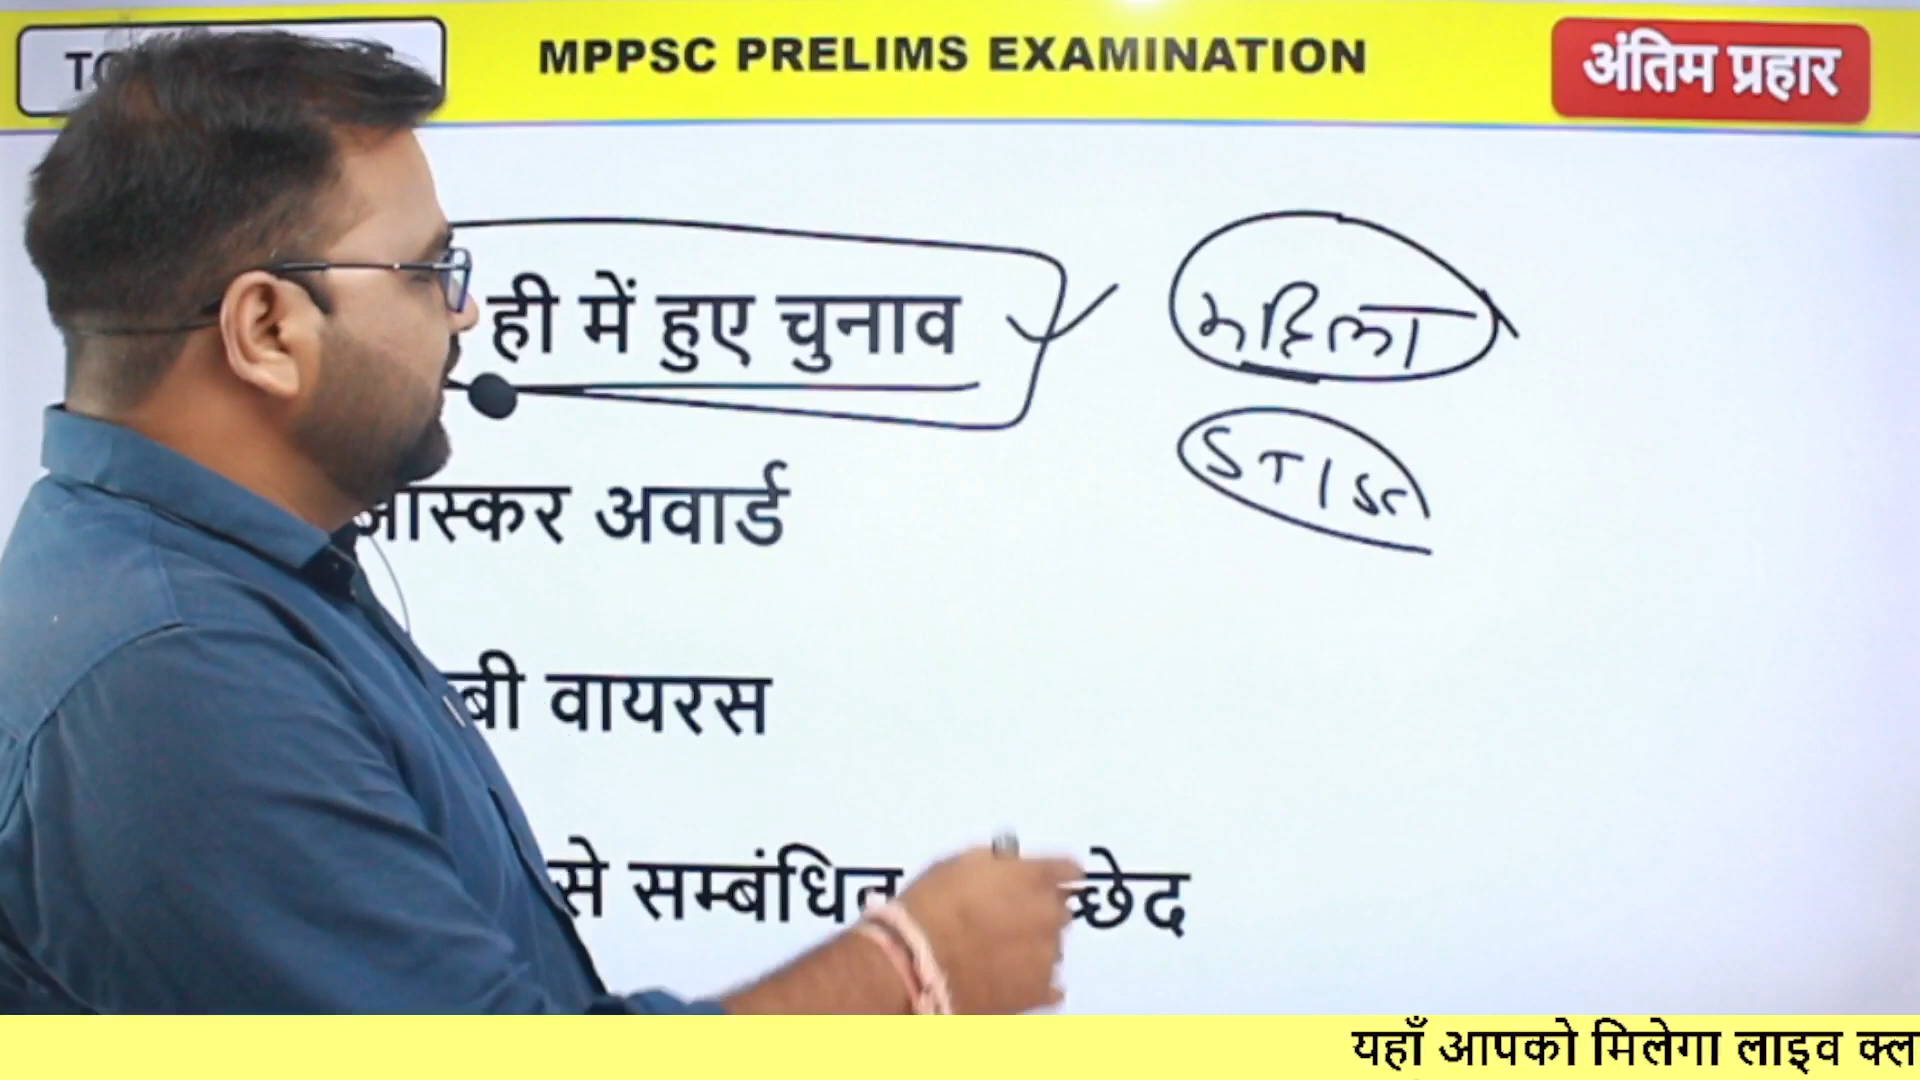 MPPSC PRELIMS EXAMINATION
अंतिम प्रहार
ही में हुए चुनाव
महिला
ST/SC
आस्कर अवार्ड
वायरस
से सम्बंधित
यहाँ आपको मिलेगा लाइव